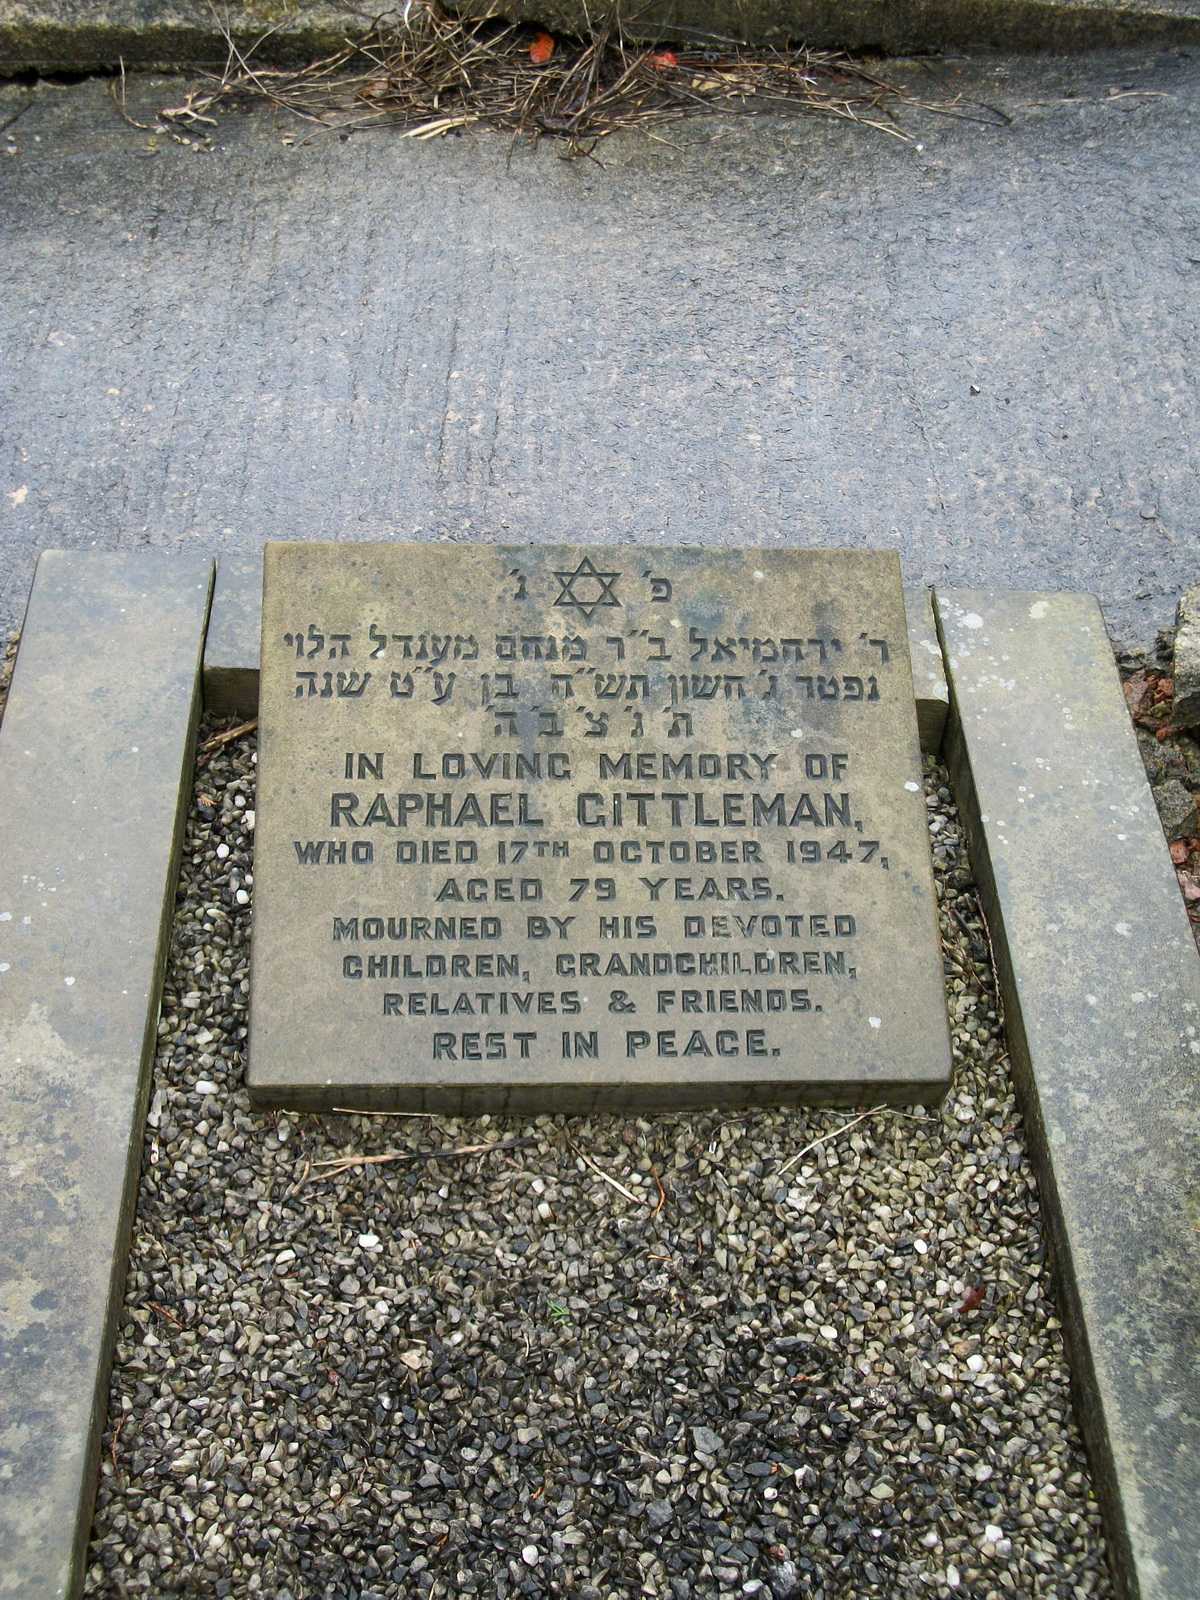 פ׳ נ׳
ר׳ ירחמיאל ב״ר מנחם מענדל הלוי
נפטר ג׳ חשון תש״ח בן ע״ט שנה
ת׳ נ׳ צ׳ ב׳ ה׳
IN LOVING MEMORY OF
RAPHAEL GITTLEMAN,
WHO DIED 17TH OCTOBER 1947,
AGED 79 YEARS.
MOURNED BY HIS DEVOTED
CHILDREN, GRANDCHILDREN,
RELATIVES & FRIENDS.
REST IN PEACE.